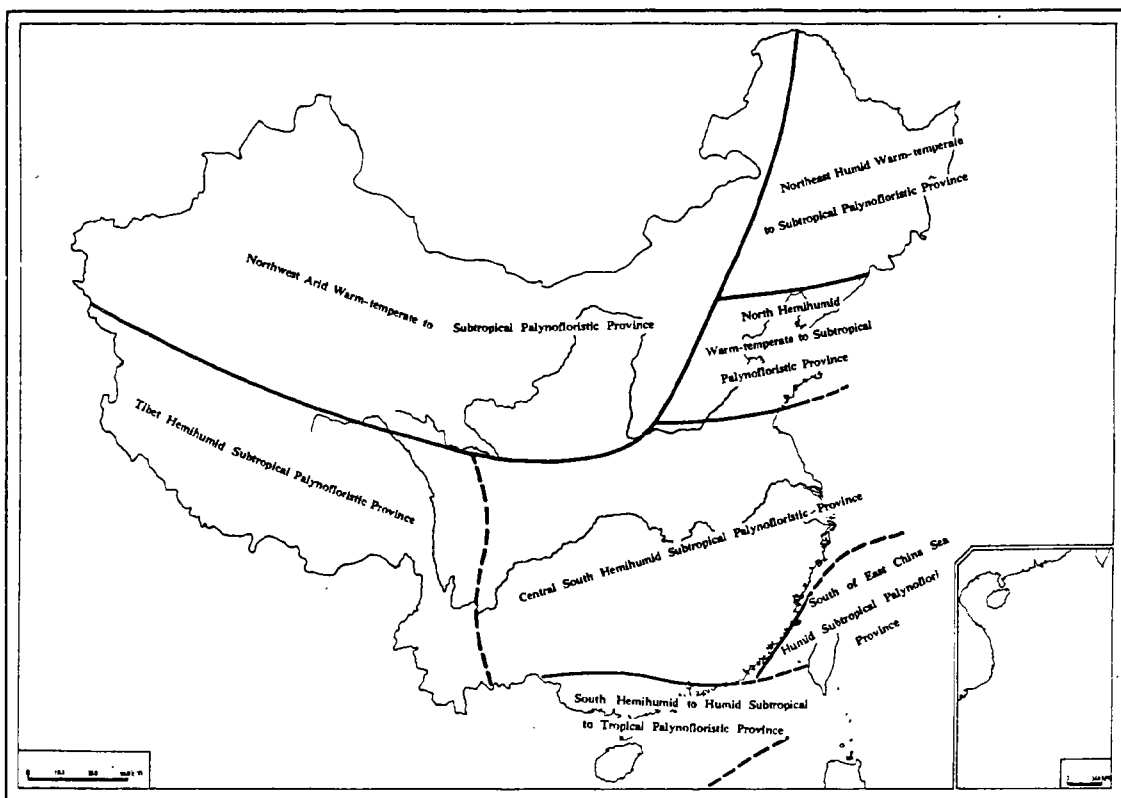 Northeast Humid Warm-temperate
to Subtropical Palynofloristic Province
Northwest Arid Warm-temperate to Subtropical Palynofloristic Province
North Hemihumid
Warm-temperate to Subtropical
Palynofloristic Province
Tibet Hemihumid Subtropical Palynofloristic Province
Central South Hemihumid Subtropical Palynofloristic Province
South of East China Sea
Humid Subtropical Palynoflori
Province
South Hemihumid to Humid Subtropical
to Tropical Palynofloristic Province